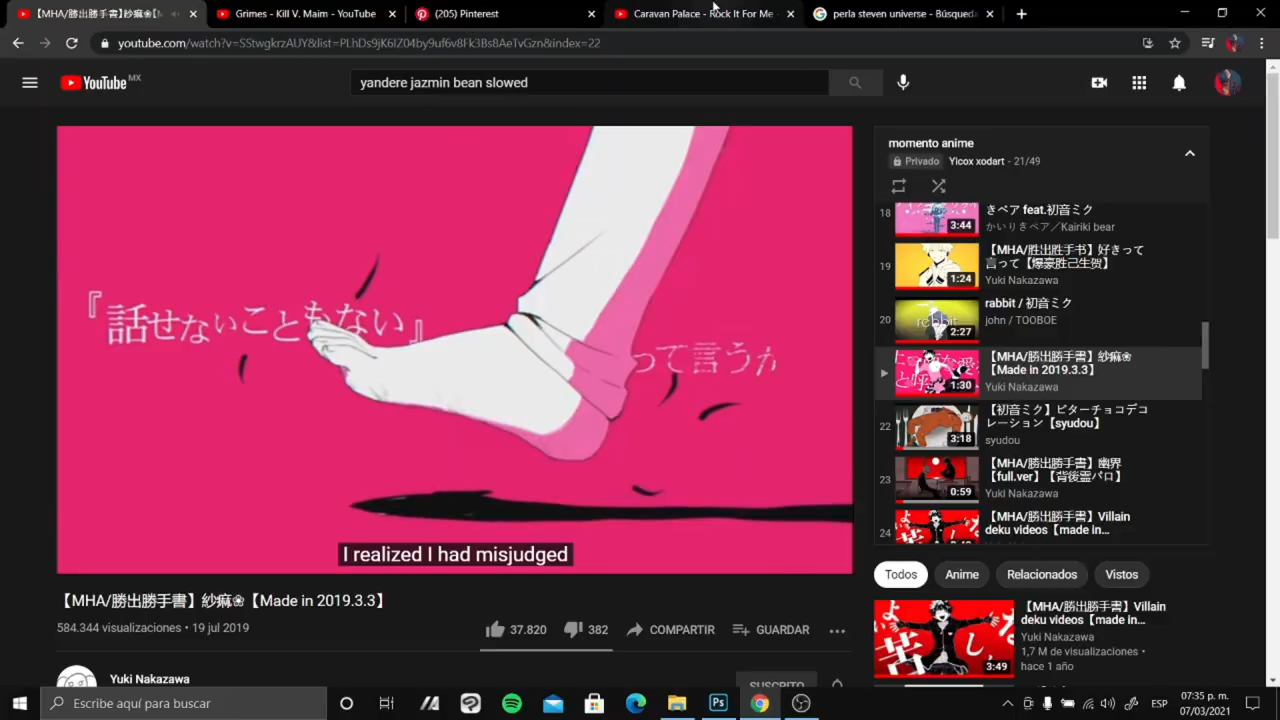 【MHA/勝出勝手書】紗痲❀【M
Grimes - Kill V. Maim - YouTube
(205) Pinterest
Caravan Palace - Rock It For Me
perla steven universe - Búsqueda
youtube.com/watch?v=SStwgkrzAUY&list=PLhDs9jK6IZ04by9uf6v8Fk3Bs8AeTvGzn&index=22
YouTube MX
yandere jazmin bean slowed
『話せないこともない』
って言うか
I realized I had misjudged
【MHA/勝出勝手書】紗痲❀【Made in 2019.3.3】
584.344 visualizaciones • 19 jul 2019
37.820
382
COMPARTIR
GUARDAR
Yuki Nakazawa
SUSCRITO
momento anime
Privado
Yicox xodart - 21/49
18
3:44
きベア feat.初音ミク
かいりきベア／Kairiki bear
19
1:24
【MHA/胜出胜手书】好きって
言って【爆豪胜己生贺】
Yuki Nakazawa
20
rabbit
2:27
rabbit / 初音ミク
john / TOOBOE
1:30
【MHA/勝出勝手書】紗痲❀
【Made in 2019.3.3】
Yuki Nakazawa
22
3:18
【初音ミク】ビターチョコデコ
レーション【syudou】
syudou
23
0:59
【MHA/勝出勝手書】幽界
【full.ver】【背後霊パロ】
Yuki Nakazawa
24
【MHA/勝出勝手書】Villain
deku videos【made in...
Todos
Anime
Relacionados
Vistos
3:49
【MHA/勝出勝手書】Villain
deku videos【made in...
Yuki Nakazawa
1,7 M de visualizaciones •
hace 1 año
Escribe aquí para buscar
Ps
ESP
07:35 p. m.
07/03/2021